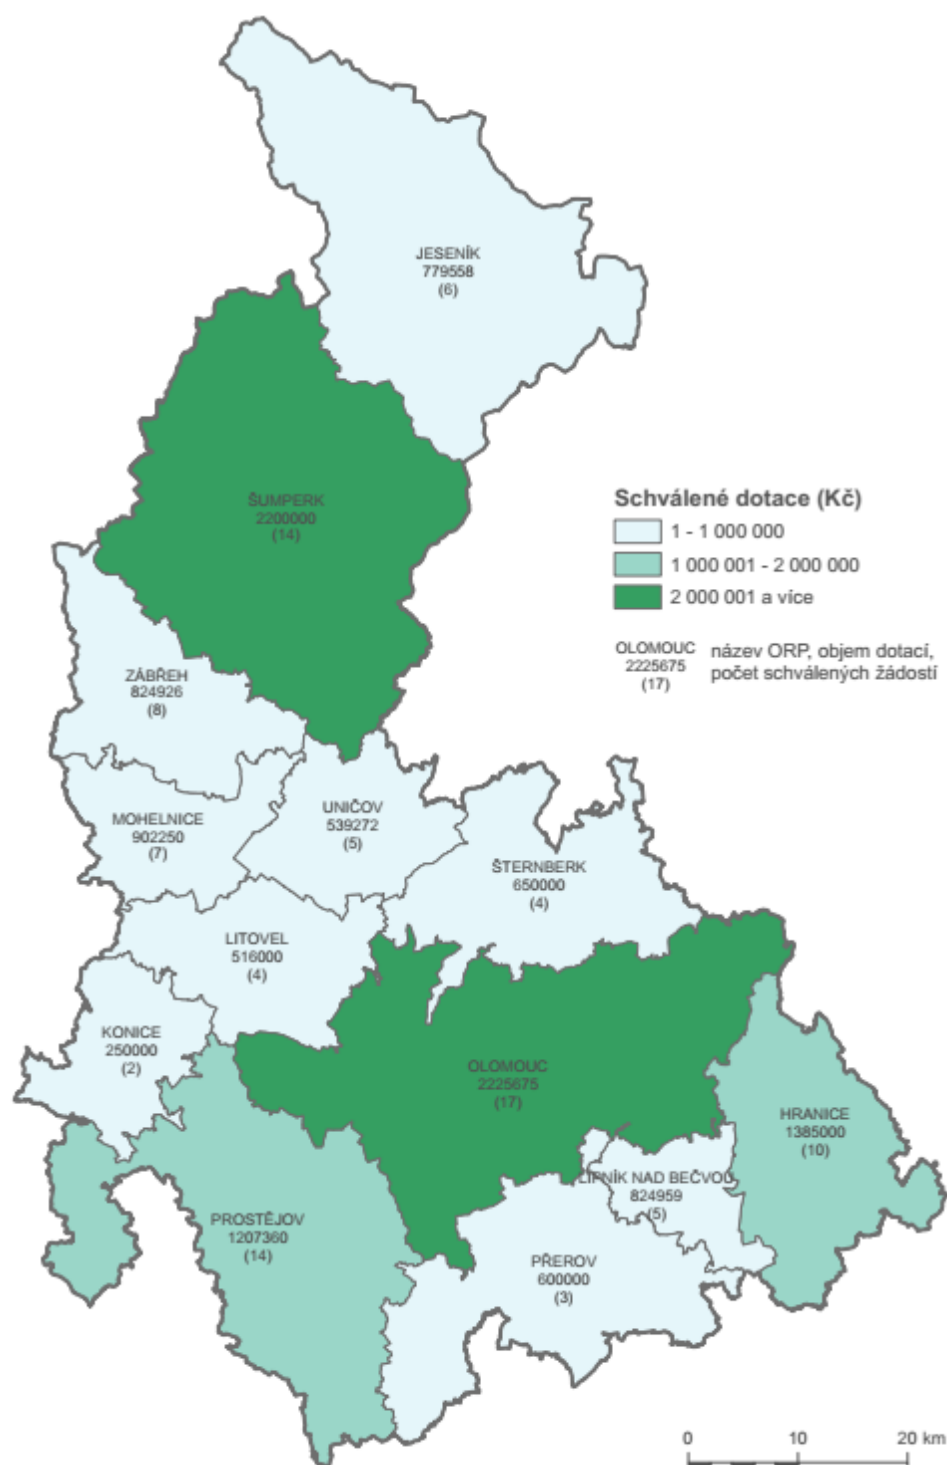 JESENÍK
779558
(6)
ŠUMPERK
2200000
(14)
Schválené dotace (Kč)
1 - 1 000 000
1 000 001 - 2 000 000
2 000 001 a více
OLOMOUC
2225675
(17)
název ORP, objem dotací,
počet schválených žádostí
ZÁBŘEH
824926
(8)
MOHELNICE
902250
(7)
UNIČOV
539272
(5)
ŠTERNBERK
650000
(4)
LITOVEL
516000
(4)
KONICE
250000
(2)
OLOMOUC
2225675
(17)
HRANICE
1385000
(10)
LIPNÍK NAD BEČVOU
824959
(5)
PROSTĚJOV
1207360
(14)
PŘEROV
600000
(3)
0 10 20 km